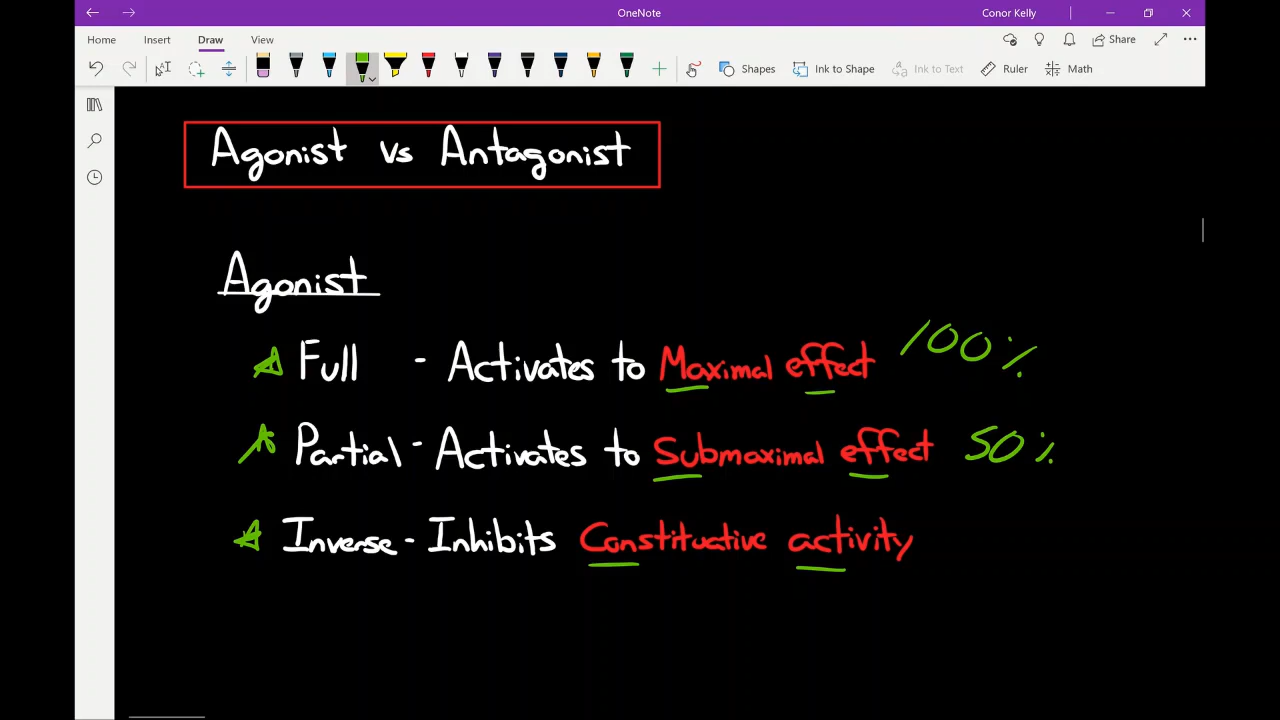 OneNote
Conor Kelly
Home Insert Draw View
Share
Shapes Ink to Shape Ink to Text Ruler Math
Agonist Vs Antagonist
Agonist
Full - Activates to Maximal effect 100%
Partial - Activates to Submaximal effect 50%
Inverse - Inhibits Constitutive activity